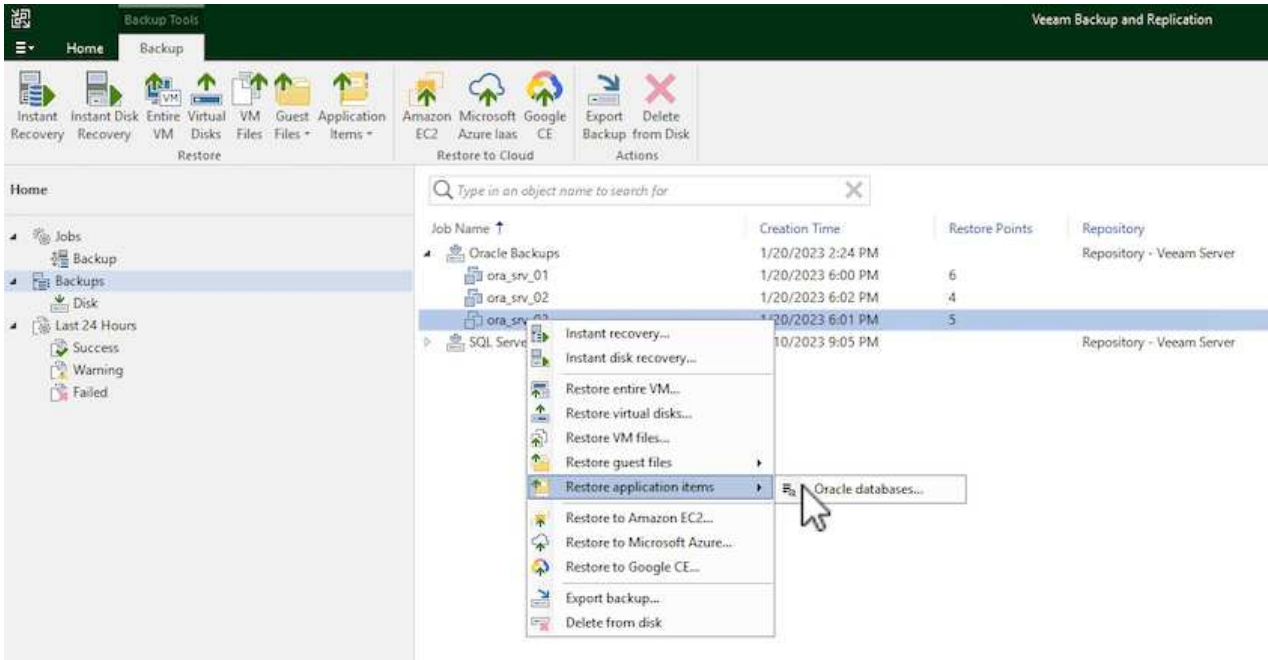 Backup Tools
Veeam Backup and Replication
Home
Backup
Instant Recovery
Instant Disk Recovery
Entire VM
Virtual Disks
VM Files
Guest Files
Application Items
Amazon EC2
Microsoft Azure Iaas
Google CE
Export Backup
Delete from Disk
Restore
Restore to Cloud
Actions
Home
Type in an object name to search for
Jobs
Backup
Backups
Disk
Last 24 Hours
Success
Warning
Failed
Job Name Creation Time Restore Points Repository
Oracle Backups 1/20/2023 2:24 PM Repository - Veeam Server
ora_srv_01 1/20/2023 6:00 PM 6
ora_srv_02 1/20/2023 6:02 PM 4
1/20/2023 6:01 PM 5
SQL 10/2023 9:05 PM Repository - Veeam Server
Instant recovery...
Instant disk recovery...
Restore entire VM...
Restore virtual disks...
Restore VM files...
Restore guest files
Restore application items
Oracle databases...
Restore to Amazon EC2...
Restore to Microsoft Azure...
Restore to Google CE...
Export backup...
Delete from disk